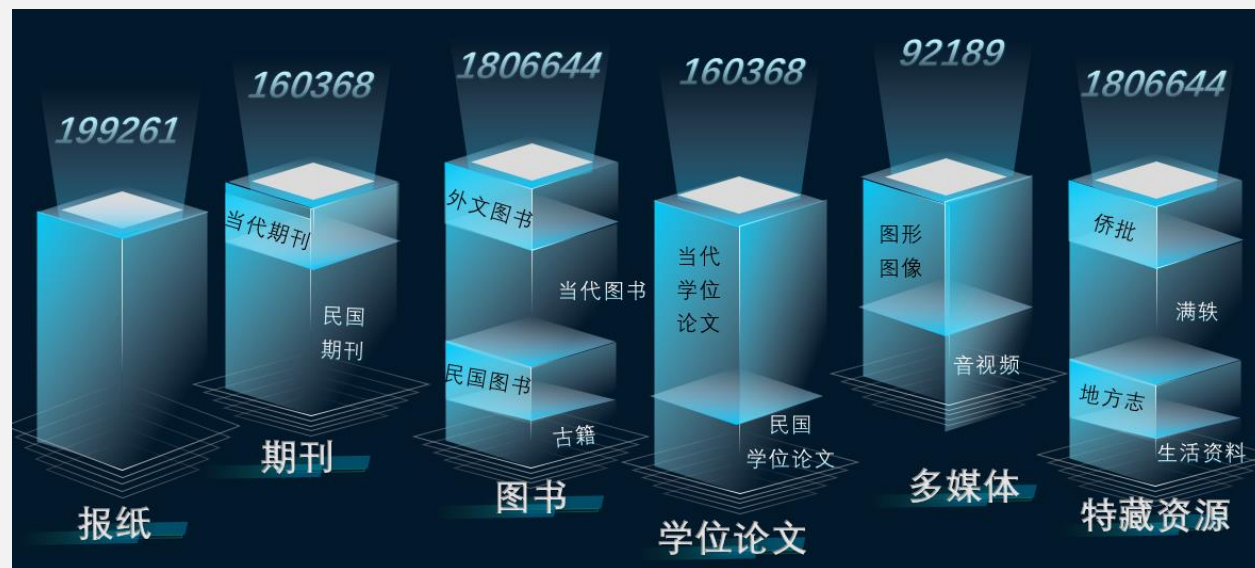 199261
报纸
160368
当代期刊
民国
期刊
期刊
1806644
外文图书
当代图书
民国图书
古籍
图书
160368
当代
学位
论文
民国
学位论文
学位论文
92189
图形
图像
音视频
多媒体
1806644
侨批
满轶
地方志
生活资料
特藏资源